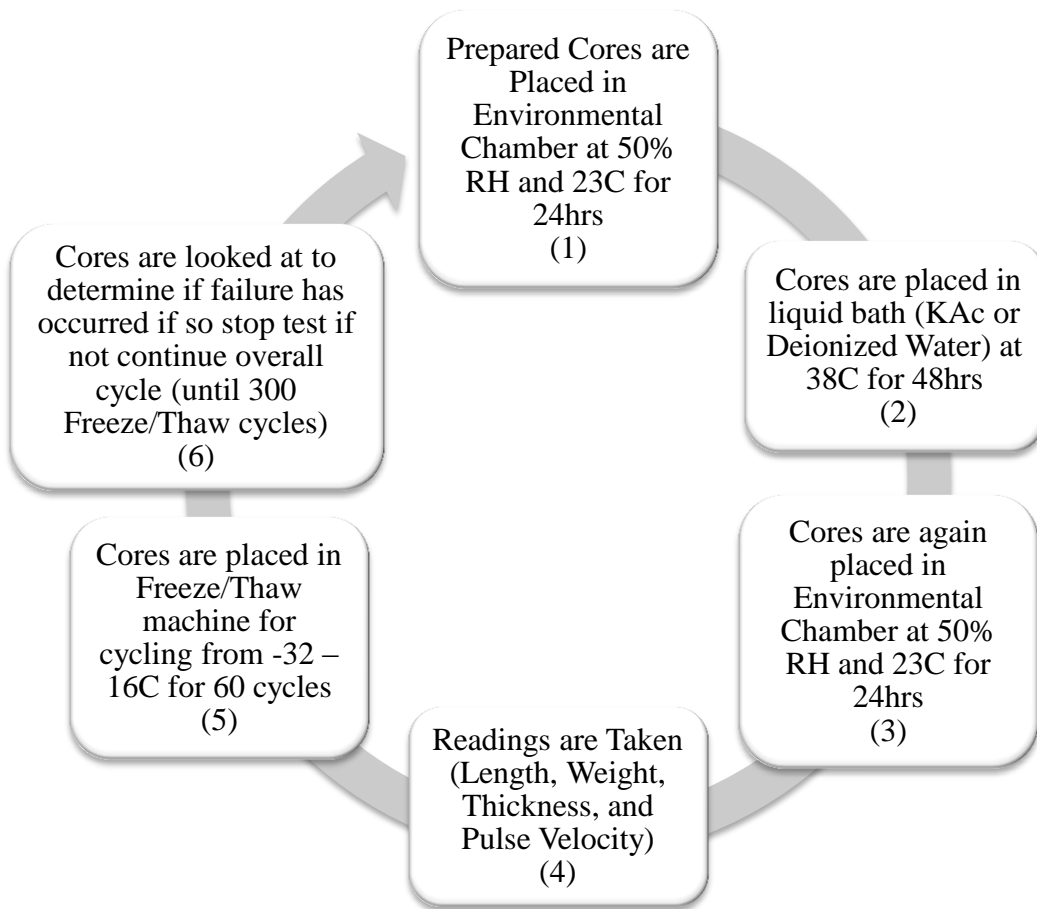 Prepared Cores are
Placed in
Environmental
Chamber at 50%
RH and 23C for
24hrs
(1)
Cores are placed in
liquid bath (KAc or
Deionized Water) at
38C for 48hrs
(2)
Cores are again
placed in
Environmental
Chamber at 50%
RH and 23C for
24hrs
(3)
Readings are Taken
(Length, Weight,
Thickness, and
Pulse Velocity)
(4)
Cores are placed in
Freeze/Thaw
machine for
cycling from -32 –
16C for 60 cycles
(5)
Cores are looked at to
determine if failure has
occurred if so stop test if
not continue overall
cycle (until 300
Freeze/Thaw cycles)
(6)